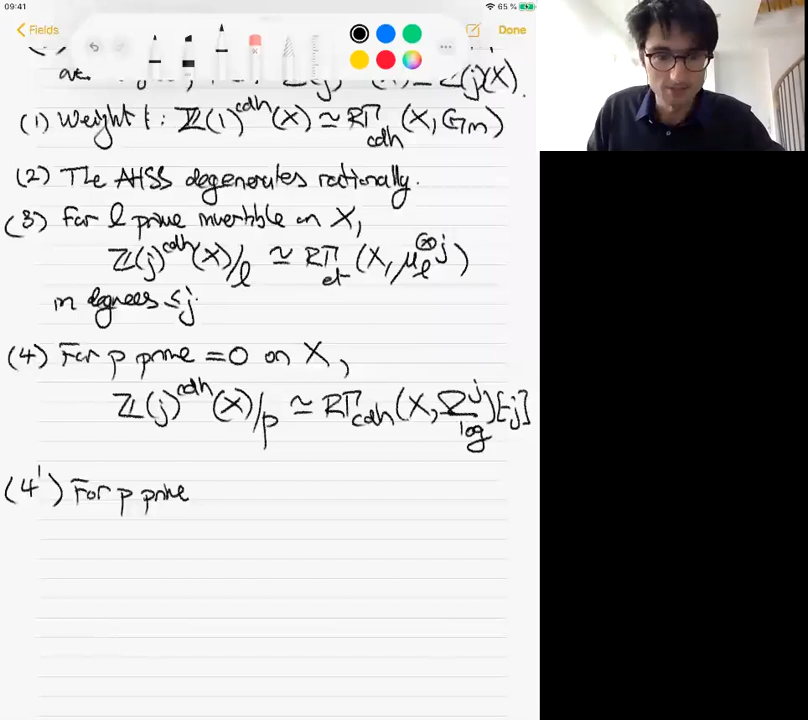 09:41
65%
Fields
Done
ℤ(j)(X).
(1) Weight 1: ℤ(1)^cdh(X) ≃ RΓ_cdh(X, 𝔾m)
(2) The AHSS degenerates rationally.
(3) For ℓ prime invertible on X,
ℤ(j)^cdh(X)/ℓ ≃ RΓ_et(X, μ_ℓ^⊗j)
in degrees ≤ j.
(4) For p prime =0 on X,
ℤ(j)^cdh(X)/p ≃ RΓ_cdh(X, Ω^j_log)[-j]
(4') For p prime